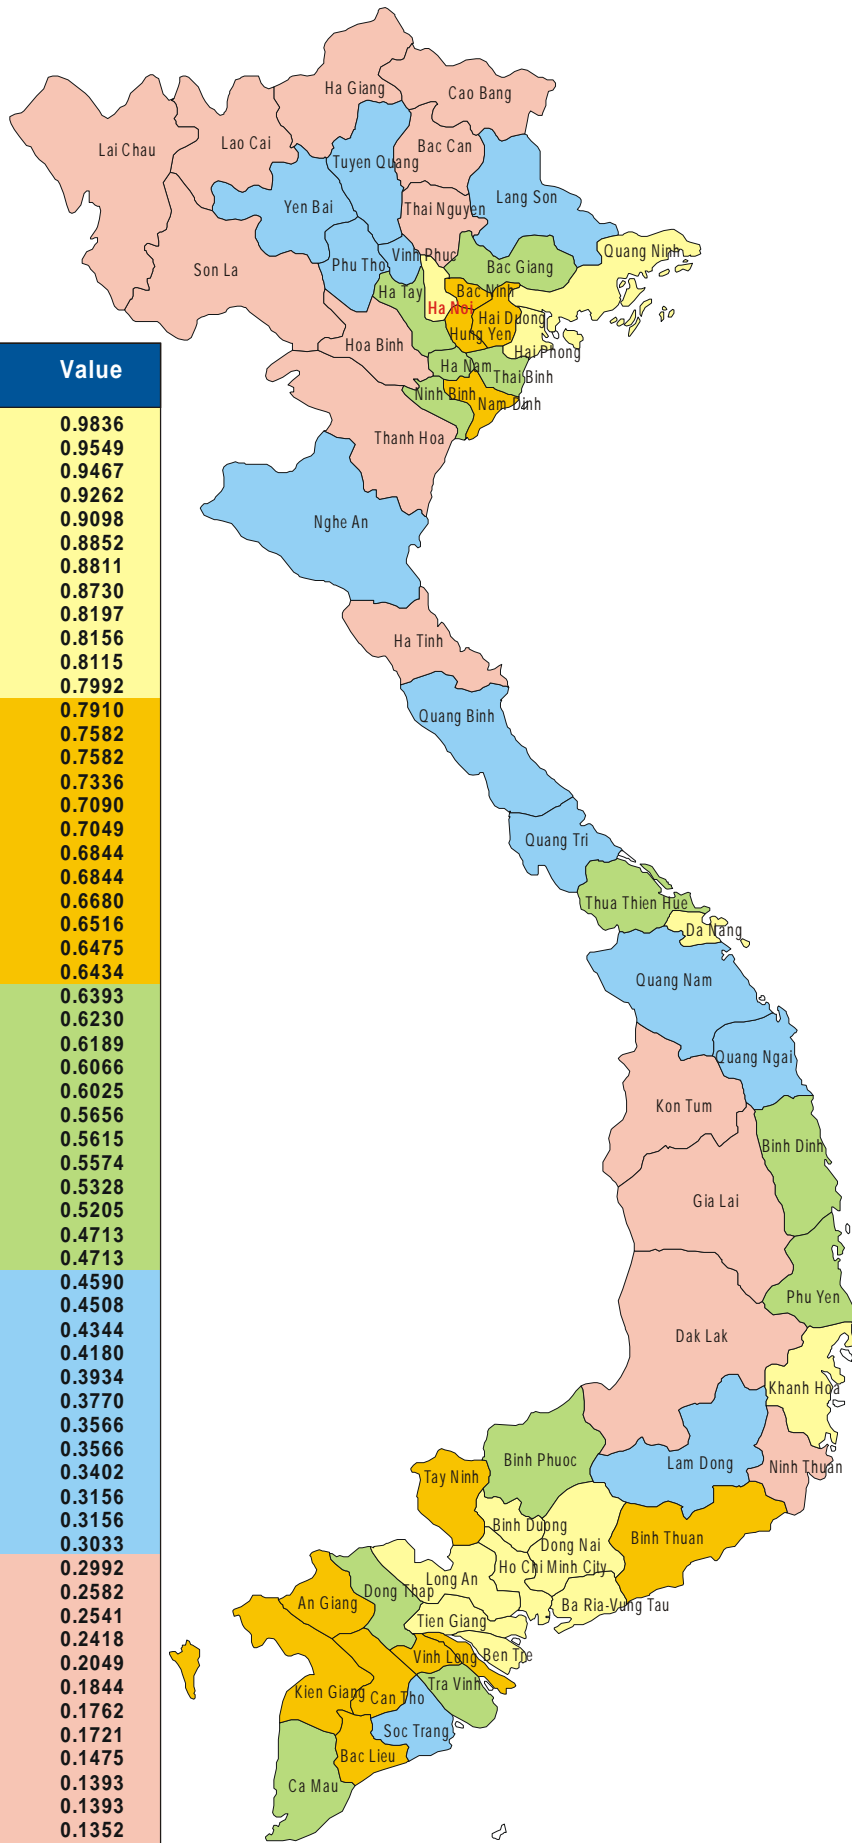 Ha Giang
Cao Bang
Lai Chau
Lao Cai
Bac Can
Tuyen Quang
Lang Son
Yen Bai
Thai Nguyen
Quang Ninh
Vinh Phuc
Son La
Phu Tho
Bac Giang
Ha Tay
Bac Ninh
Ha Noi
Hai Duong
Hung Yen
Hoa Binh
Hai Phong
Ha Nam
Thai Binh
Ninh Binh
Nam Dinh
Thanh Hoa
Nghe An
Ha Tinh
Quang Binh
Quang Tri
Thua Thien Hue
Da Nang
Quang Nam
Quang Ngai
Kon Tum
Binh Dinh
Gia Lai
Phu Yen
Dak Lak
Khanh Hoa
Binh Phuoc
Lam Dong
Ninh Thuan
Tay Ninh
Binh Duong
Dong Nai
Binh Thuan
Ho Chi Minh City
Long An
Dong Thap
An Giang
Ba Ria-Vung Tau
Tien Giang
Vinh Long
Ben Tre
Tra Vinh
Kien Giang
Can Tho
Soc Trang
Bac Lieu
Ca Mau
Value
0.9836
0.9549
0.9467
0.9262
0.9098
0.8852
0.8811
0.8730
0.8197
0.8156
0.8115
0.7992
0.7910
0.7582
0.7582
0.7336
0.7090
0.7049
0.6844
0.6844
0.6680
0.6516
0.6475
0.6434
0.6393
0.6230
0.6189
0.6066
0.6025
0.5656
0.5615
0.5574
0.5328
0.5205
0.4713
0.4713
0.4590
0.4508
0.4344
0.4180
0.3934
0.3770
0.3566
0.3566
0.3402
0.3156
0.3156
0.3033
0.2992
0.2582
0.2541
0.2418
0.2049
0.1844
0.1762
0.1721
0.1475
0.1393
0.1393
0.1352